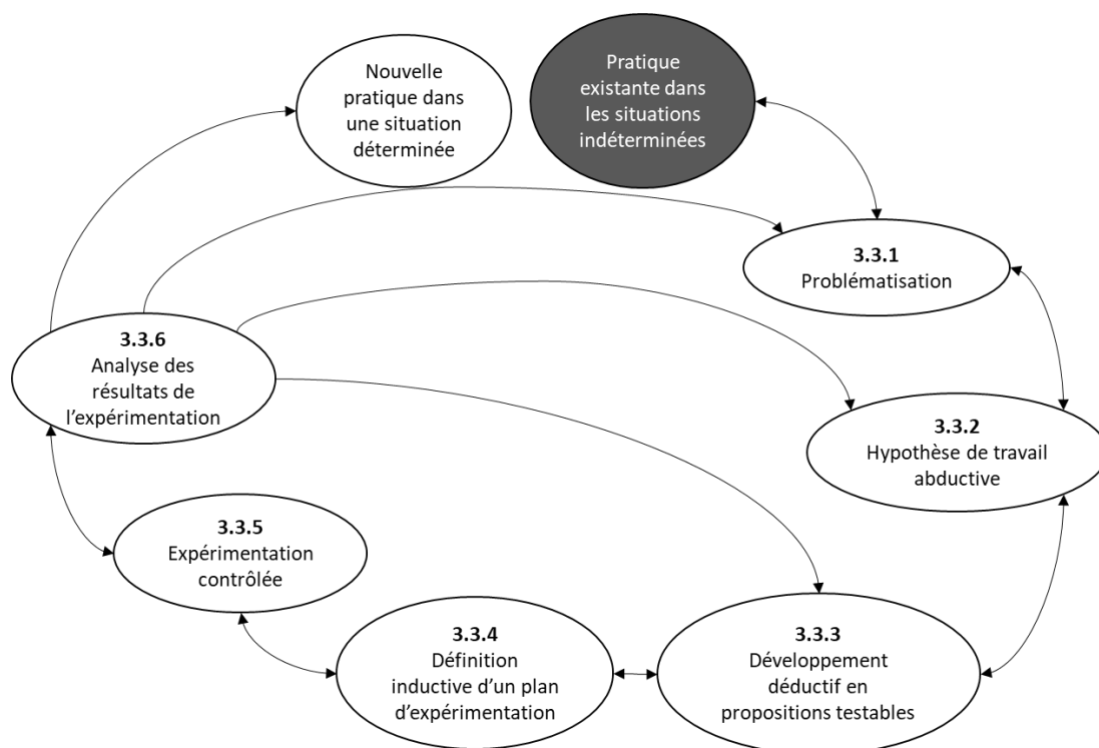 Nouvelle
pratique dans
une situation
déterminée
Pratique
existante dans
les situations
indéterminées
3.3.1
Problématisation
3.3.2
Hypothèse de travail
abductive
3.3.3
Développement
déductif en
propositions testables
3.3.4
Définition
inductive d’un plan
d’expérimentation
3.3.5
Expérimentation
contrôlée
3.3.6
Analyse des
résultats de
l’expérimentation